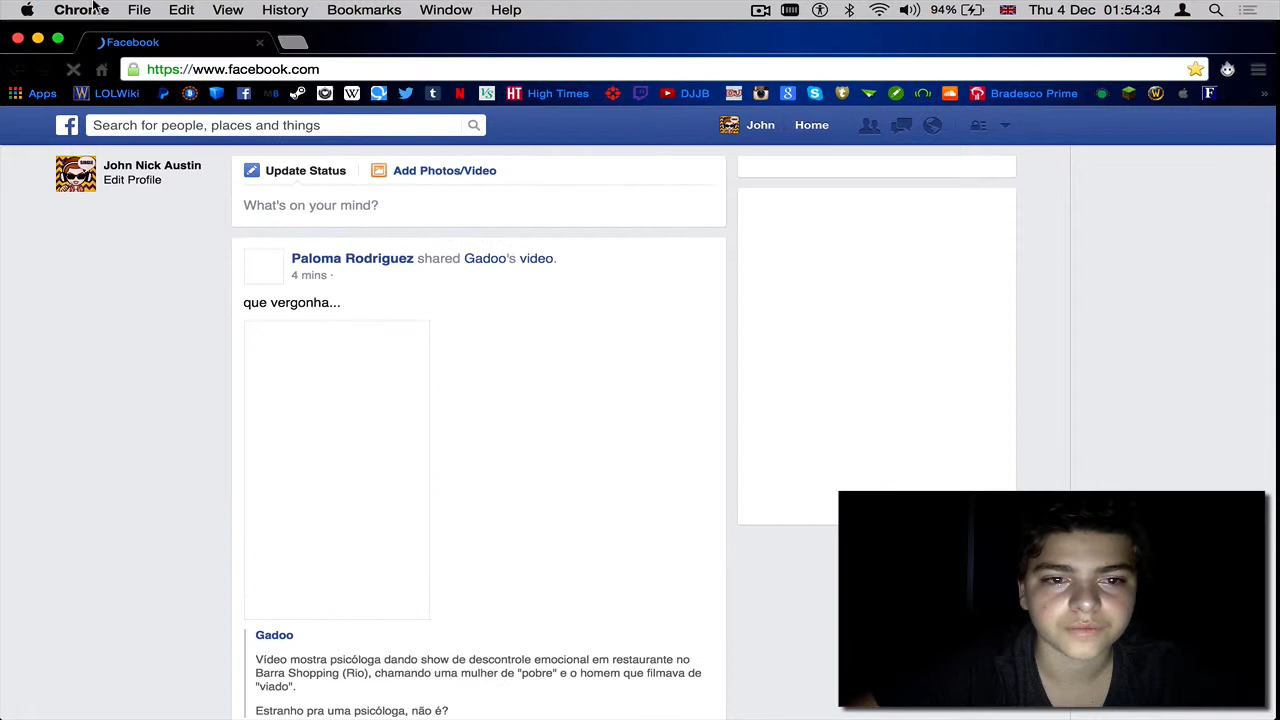 Chrome File Edit View History Bookmarks Window Help 94% Thu 4 Dec 01:54:34
Facebook
https://www.facebook.com
Apps LOLWiki High Times DJJB Bradesco Prime »
Search for people, places and things John Home
John Nick Austin
Edit Profile
Update Status Add Photos/Video
What's on your mind?
Paloma Rodriguez shared Gadoo's video.
4 mins ·
que vergonha...
Gadoo
Vídeo mostra psicóloga dando show de descontrole emocional em restaurante no
Barra Shopping (Rio), chamando uma mulher de "pobre" e o homem que filmava de
"viado".
Estranho pra uma psicóloga, não é?